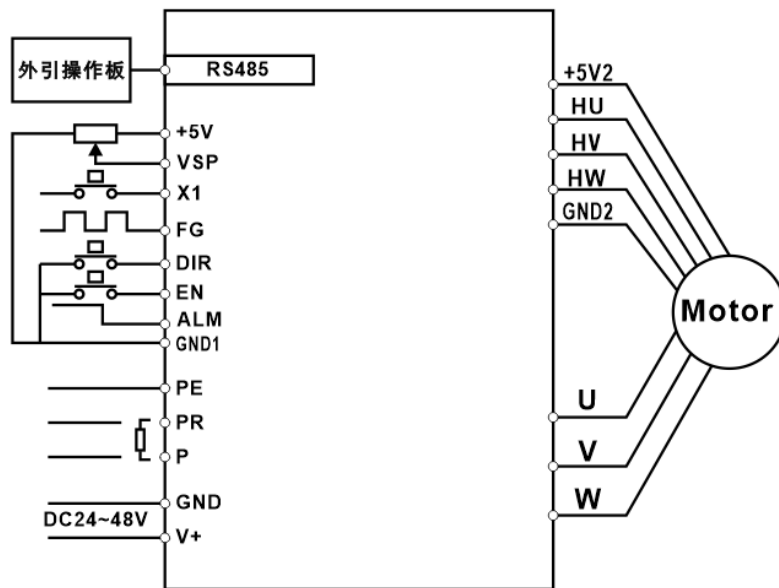 外引操作板
RS485
+5V
VSP
X1
FG
DIR
EN
ALM
GND1
PE
PR
P
GND
DC24~48V
V+
+5V2
HU
HV
HW
GND2
Motor
U
V
W